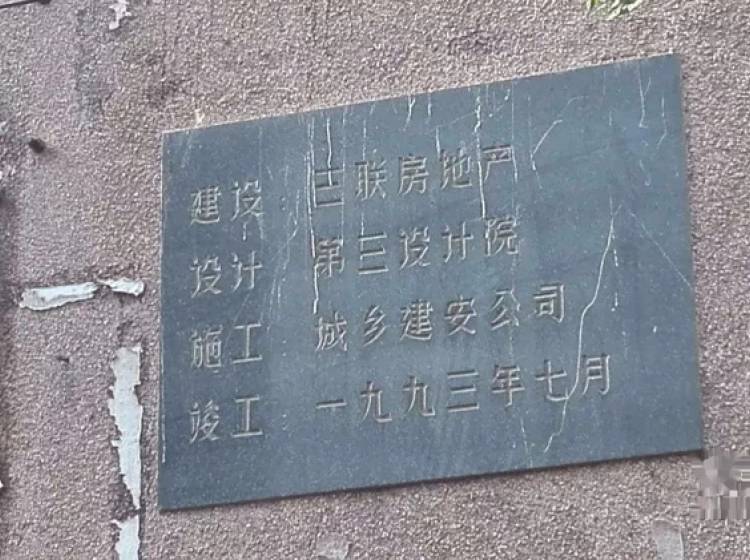 建设:三联房地产
设计:第三设计院
施工:城乡建安公司
竣工:一九九三年七月